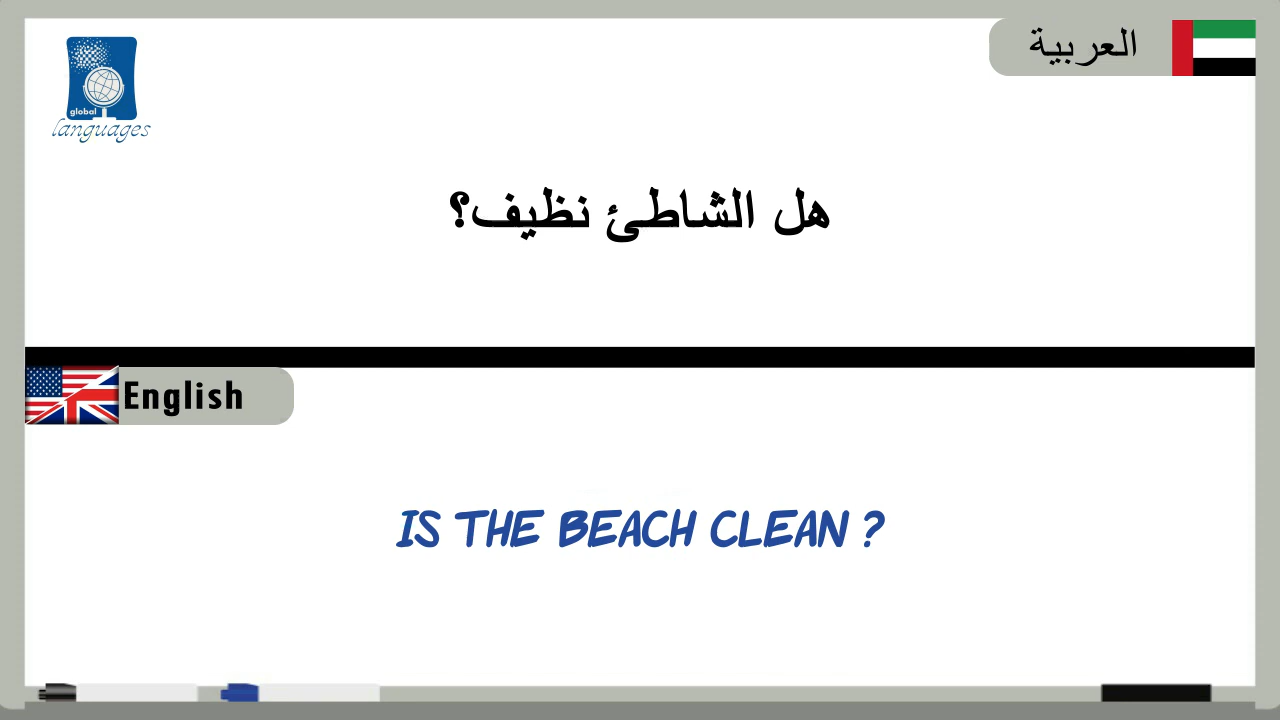 global
languages
العربية
هل الشاطئ نظيف؟
English
IS THE BEACH CLEAN ?